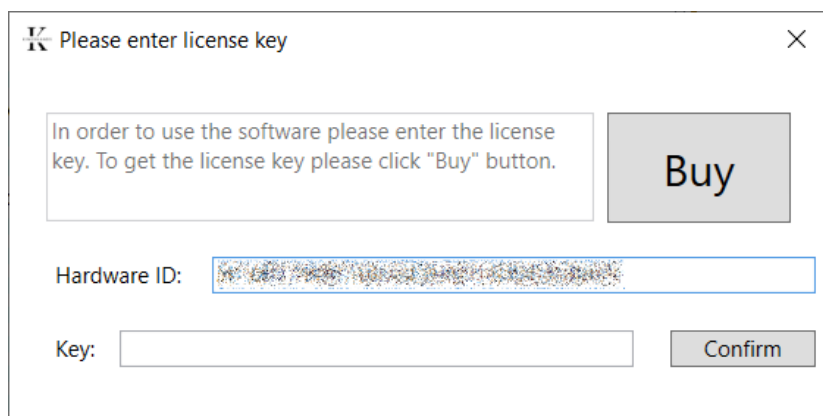 Please enter license key
In order to use the software please enter the license
key. To get the license key please click "Buy" button.
Buy
Hardware ID:
Key:
Confirm